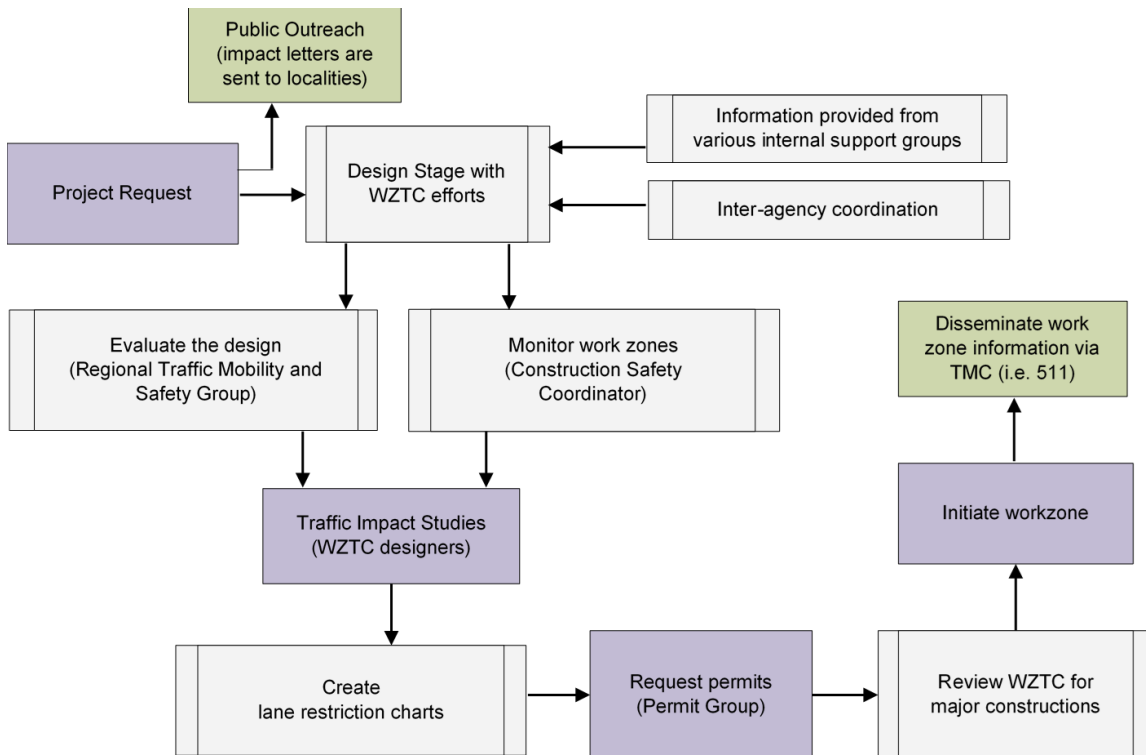 Public Outreach
(impact letters are
sent to localities)
Information provided from
various internal support groups
Project Request
Design Stage with
WZTC efforts
Inter-agency coordination
Evaluate the design
(Regional Traffic Mobility and
Safety Group)
Monitor work zones
(Construction Safety
Coordinator)
Disseminate work
zone information via
TMC (i.e. 511)
Traffic Impact Studies
(WZTC designers)
Initiate workzone
Create
lane restriction charts
Request permits
(Permit Group)
Review WZTC for
major constructions